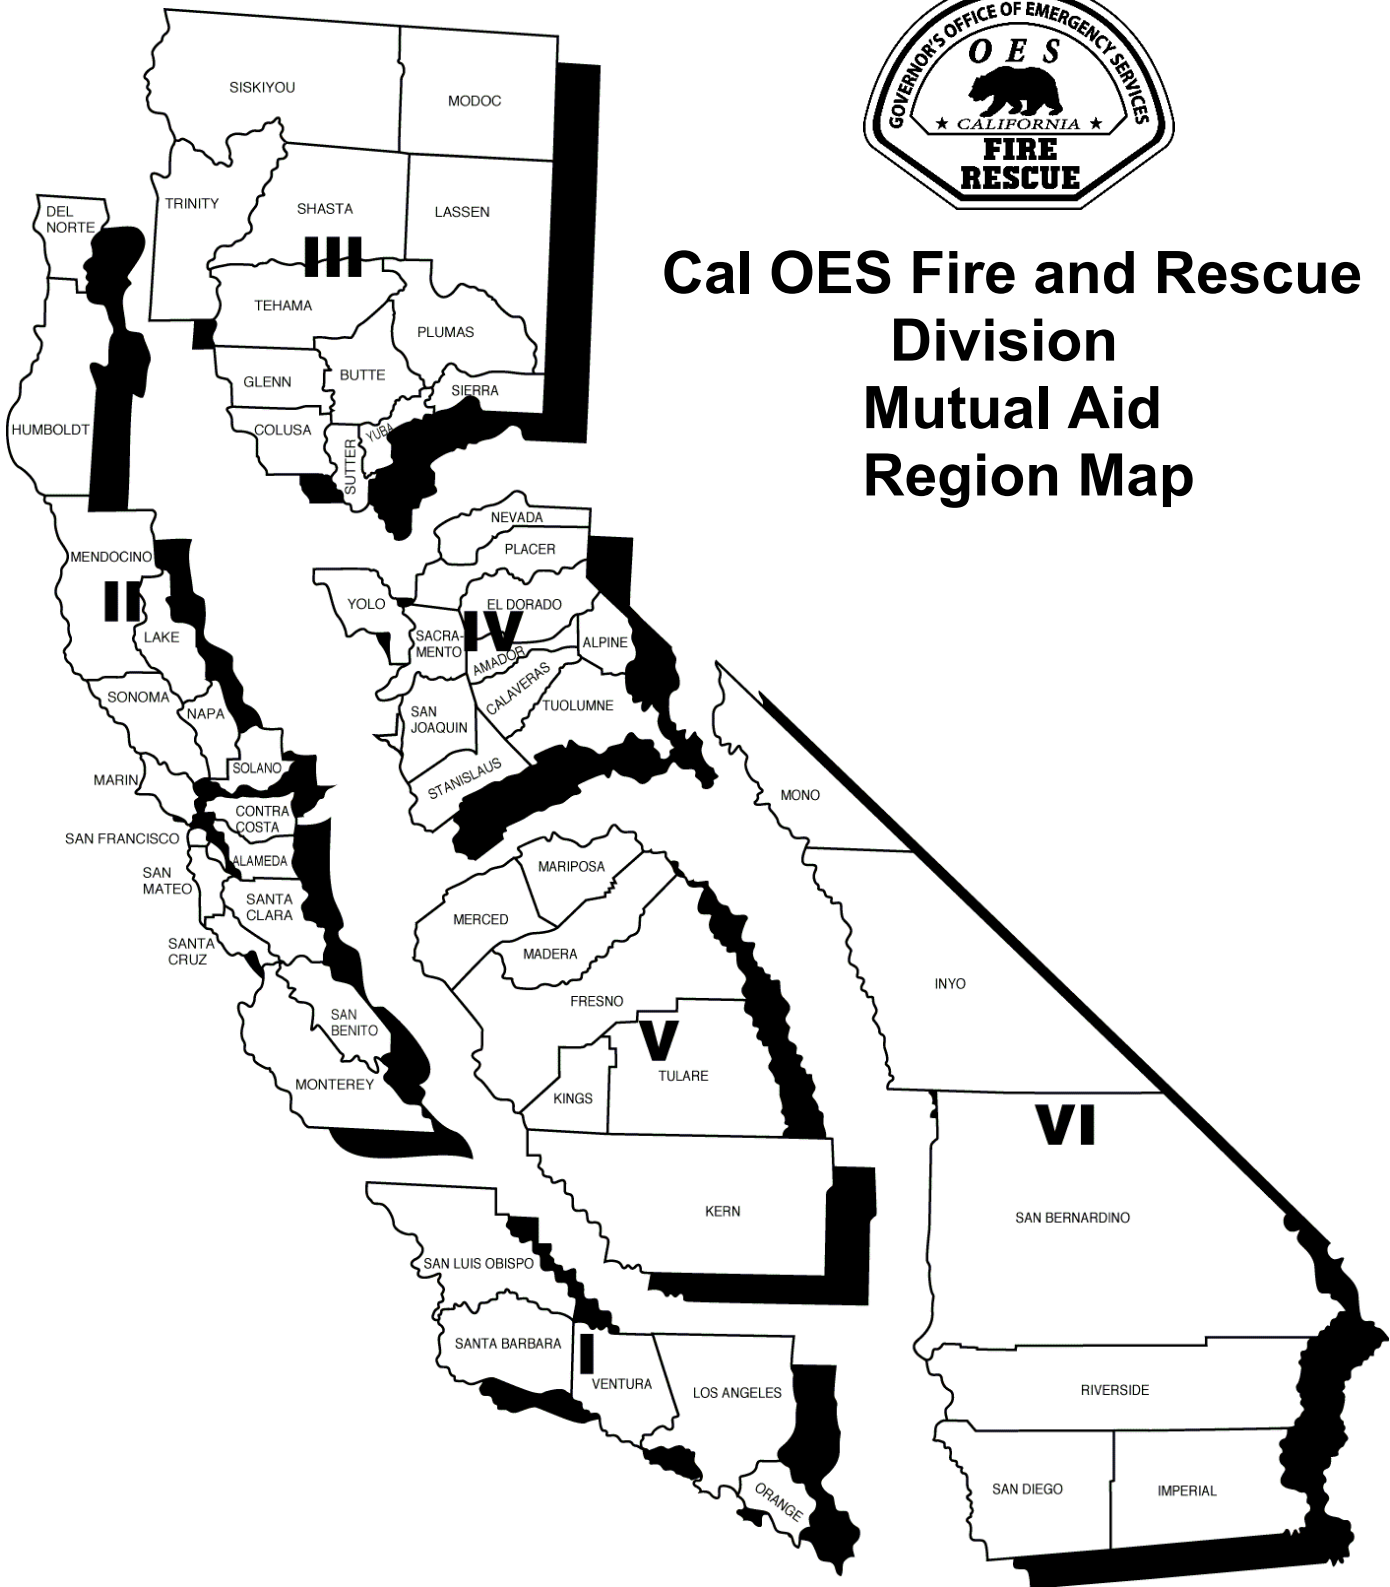 GOVERNOR'S OFFICE OF EMERGENCY SERVICES
OES
CALIFORNIA
FIRE
RESCUE
Cal OES Fire and Rescue
Division
Mutual Aid
Region Map
SISKIYOU
MODOC
TRINITY
SHASTA
LASSEN
III
TEHAMA
PLUMAS
GLENN
BUTTE
SIERRA
COLUSA
SUTTER
YUBA
DEL
NORTE
HUMBOLDT
MENDOCINO
II
LAKE
SONOMA
NAPA
SOLANO
MARIN
CONTRA
COSTA
SAN FRANCISCO
ALAMEDA
SAN
MATEO
SANTA
CLARA
SANTA
CRUZ
SAN
BENITO
MONTEREY
NEVADA
PLACER
YOLO
EL DORADO
IV
SACRA-
MENTO
AMADOR
ALPINE
CALAVERAS
SAN
JOAQUIN
TUOLUMNE
STANISLAUS
MARIPOSA
MERCED
MADERA
FRESNO
V
TULARE
KINGS
KERN
MONO
INYO
VI
SAN BERNARDINO
RIVERSIDE
SAN DIEGO
IMPERIAL
SAN LUIS OBISPO
SANTA BARBARA
I
VENTURA
LOS ANGELES
ORANGE